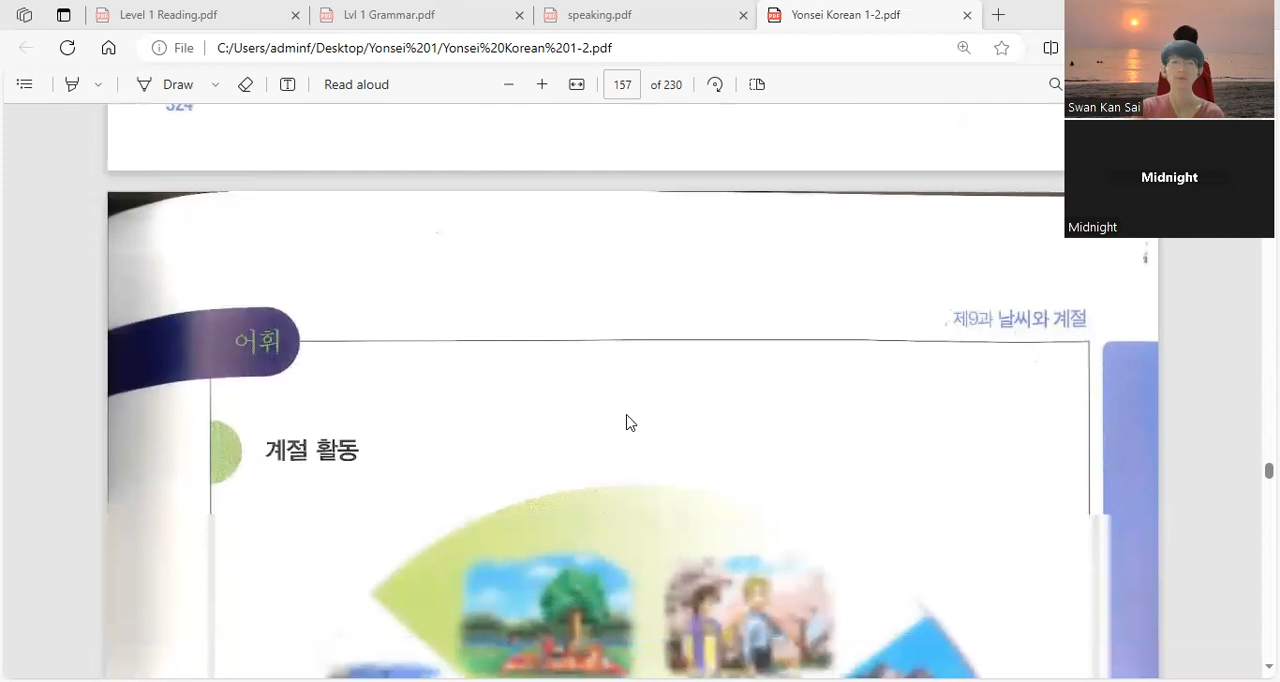 Level 1 Reading.pdf
Lvl 1 Grammar.pdf
speaking.pdf
Yonsei Korean 1-2.pdf
File
C:/Users/adminf/Desktop/Yonsei%201/Yonsei%20Korean%201-2.pdf
Draw
Read aloud
157
of 230
Swan Kan Sai
Midnight
Midnight
324
제9과 날씨와 계절
어휘
계절 활동